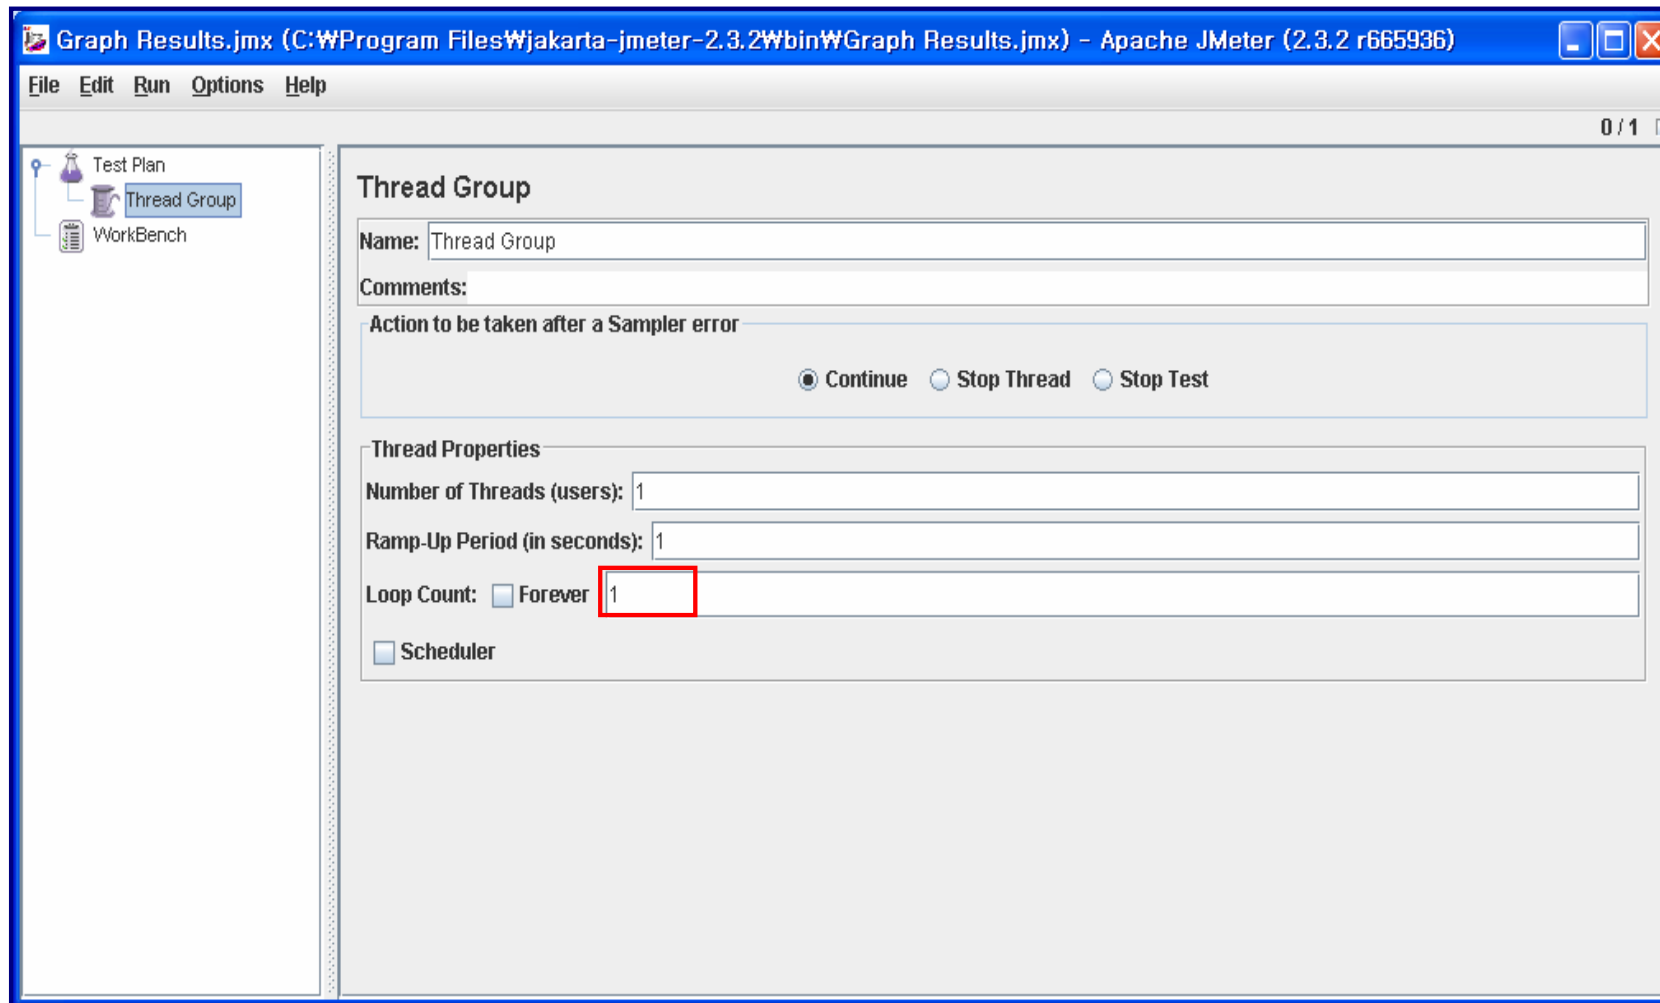 Graph Results.jmx (C:₩Program Files₩jakarta-jmeter-2.3.2₩bin₩Graph Results.jmx) - Apache JMeter (2.3.2 r665936)
File Edit Run Options Help
0 / 1
Test Plan
Thread Group
WorkBench
Thread Group
Name: Thread Group
Comments:
Action to be taken after a Sampler error
Continue Stop Thread Stop Test
Thread Properties
Number of Threads (users): 1
Ramp-Up Period (in seconds): 1
Loop Count: Forever 1
Scheduler